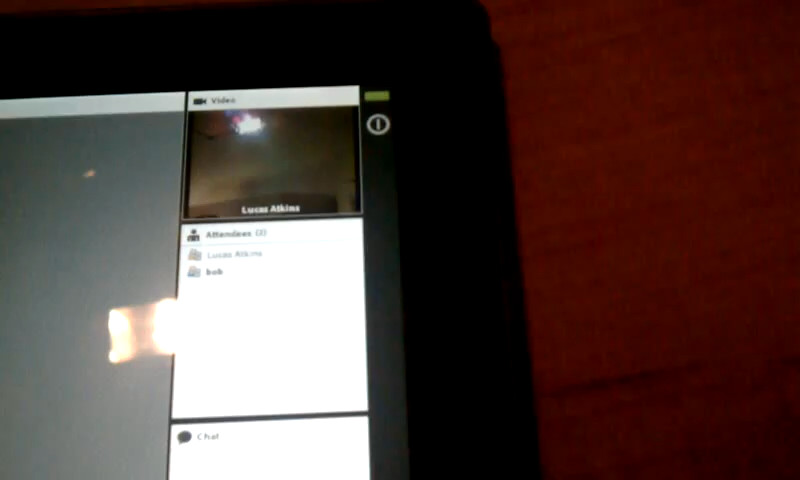 Video
Lucas Atkins
Attendees (2)
Lucas Atkins
bob
Chat